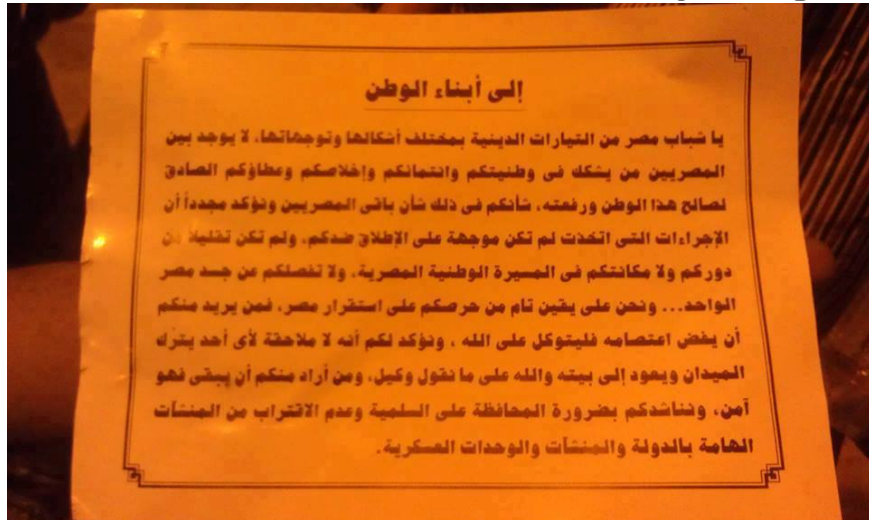 إلى أبناء الوطن
يا شباب مصر من التيارات الدينية بمختلف أشكالها وتوجهاتها، لا يوجد بين
المصريين من يشكك فى وطنيتكم وانتمائكم وإخلاصكم وعطاؤكم الصادق
لصالح هذا الوطن ورفعته، شأنكم فى ذلك شأن باقى المصريين ونؤكد مجدداً أن
الإجراءات التى اتخذت لم تكن موجهة على الإطلاق ضدكم، ولم تكن تقليلا من
دوركم ولا مكانتكم فى المسيرة الوطنية المصرية، ولا تفصلكم عن جسد مصر
الواحد... ونحن على يقين تام من حرصكم على استقرار مصر، فمن يريد منكم
أن يفض اعتصامه فليتوكل على الله ، ونؤكد لكم أنه لا ملاحقة لأى أحد يترك
الميدان ويعود إلى بيته والله على ما نقول وكيل، ومن أراد منكم أن يبقى فهو
آمن، ونناشدكم بضرورة المحافظة على السلمية وعدم الاقتراب من المنشآت
الهامة بالدولة والمنشآت والوحدات العسكرية.